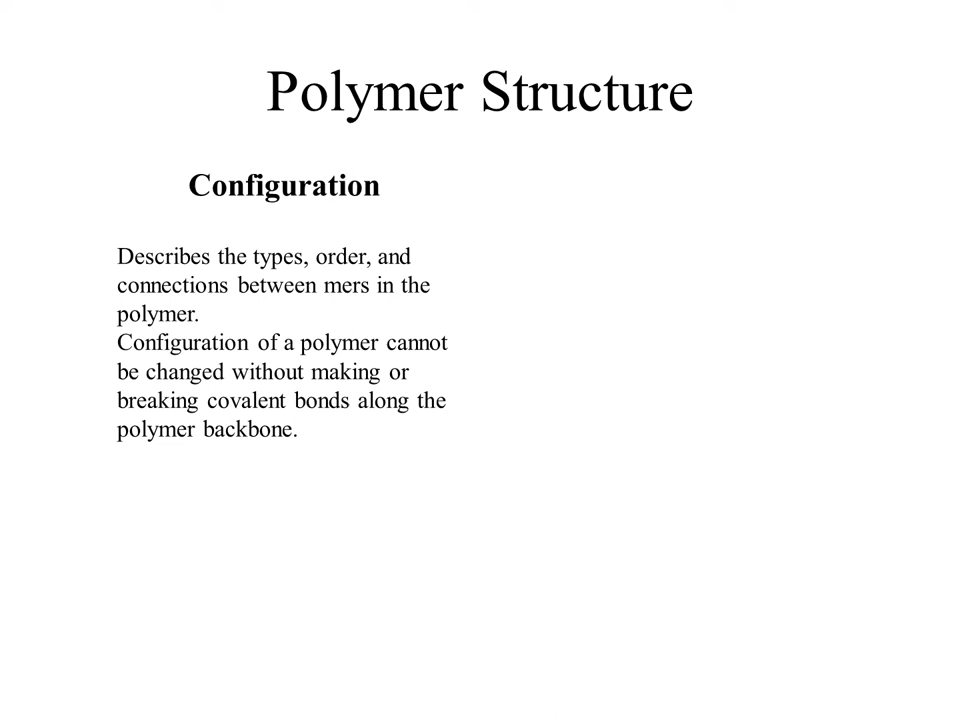 Polymer Structure
Configuration
Describes the types, order, and
connections between mers in the
polymer.
Configuration of a polymer cannot
be changed without making or
breaking covalent bonds along the
polymer backbone.